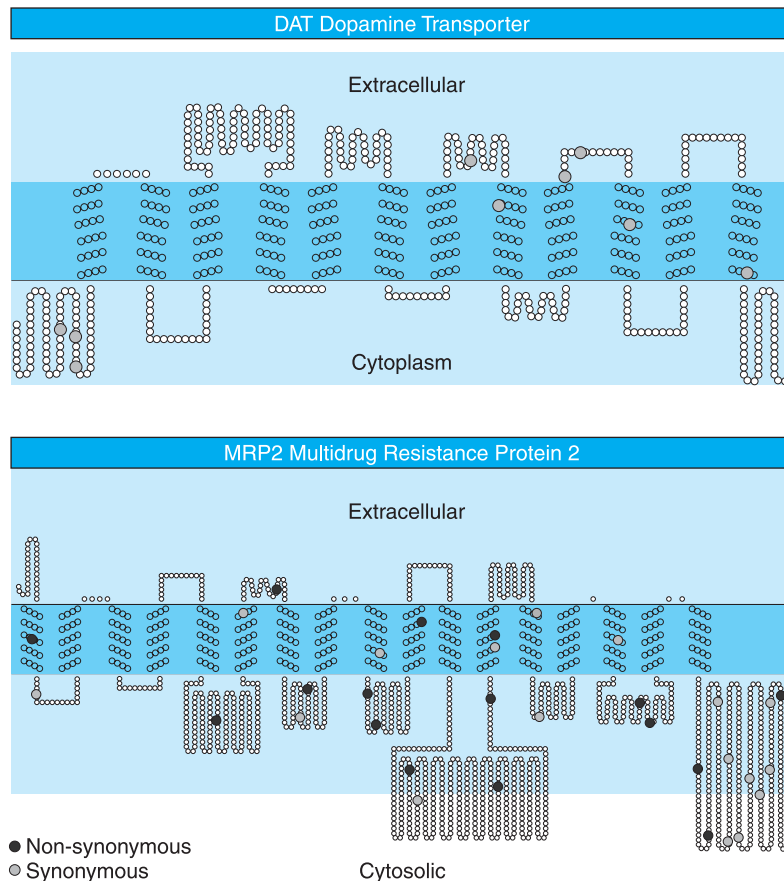 DAT Dopamine Transporter
Extracellular
Cytoplasm
MRP2 Multidrug Resistance Protein 2
Extracellular
Non-synonymous
Synonymous
Cytosolic